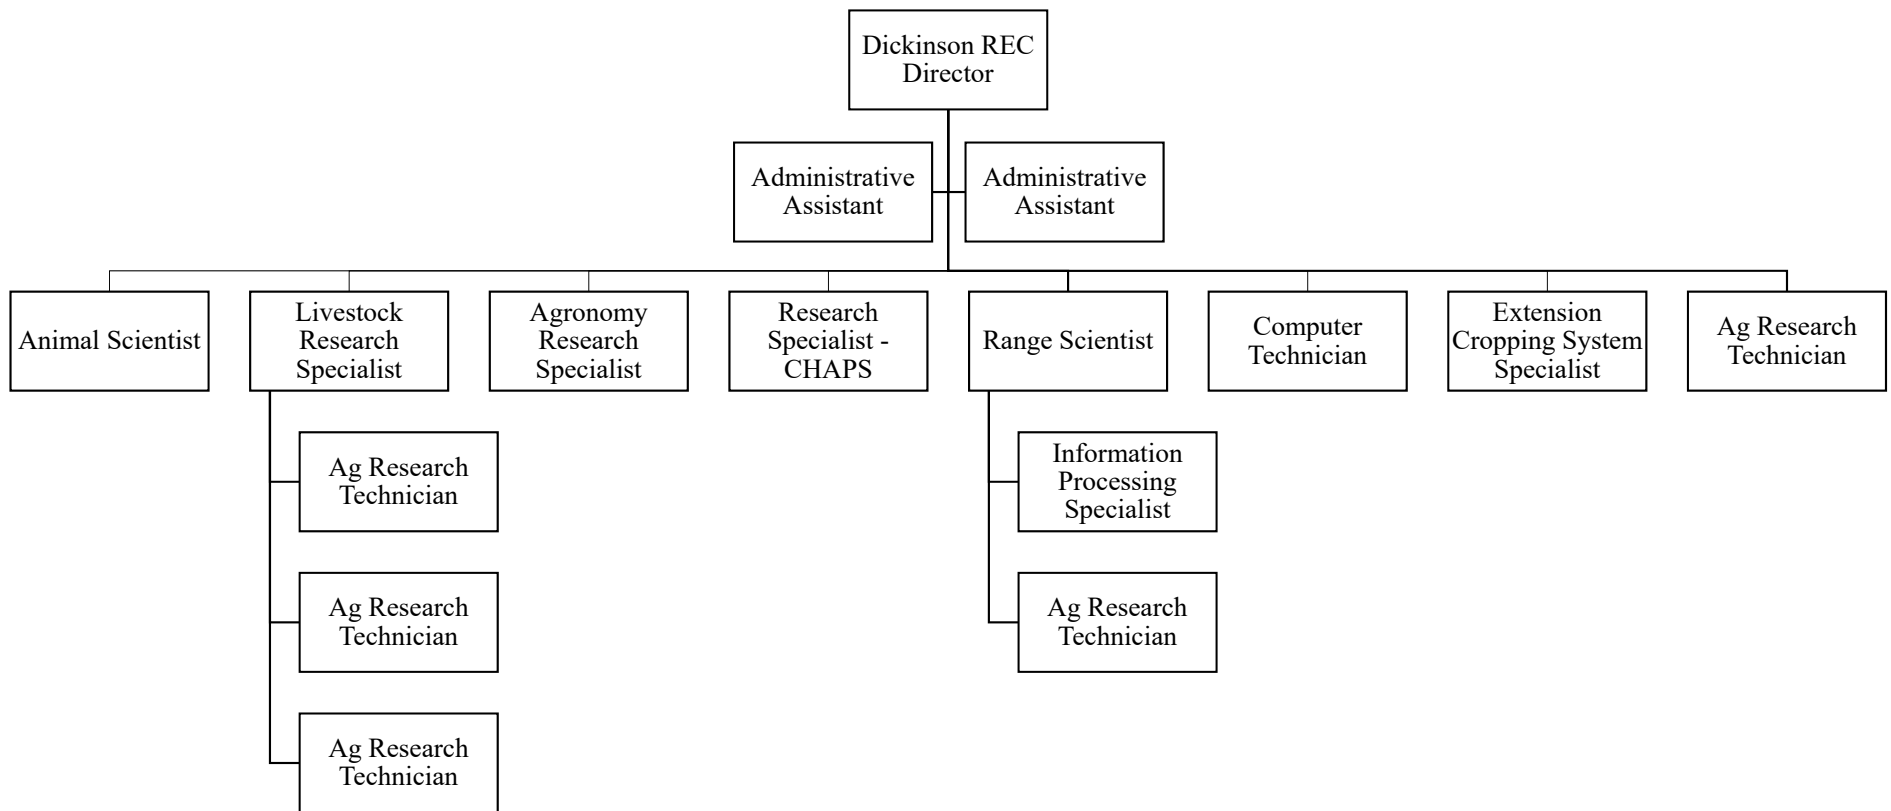 Dickinson REC
Director
Administrative
Assistant
Administrative
Assistant
Animal Scientist
Livestock
Research
Specialist
Agronomy
Research
Specialist
Research
Specialist -
CHAPS
Range Scientist
Computer
Technician
Extension
Cropping System
Specialist
Ag Research
Technician
Ag Research
Technician
Ag Research
Technician
Ag Research
Technician
Information
Processing
Specialist
Ag Research
Technician